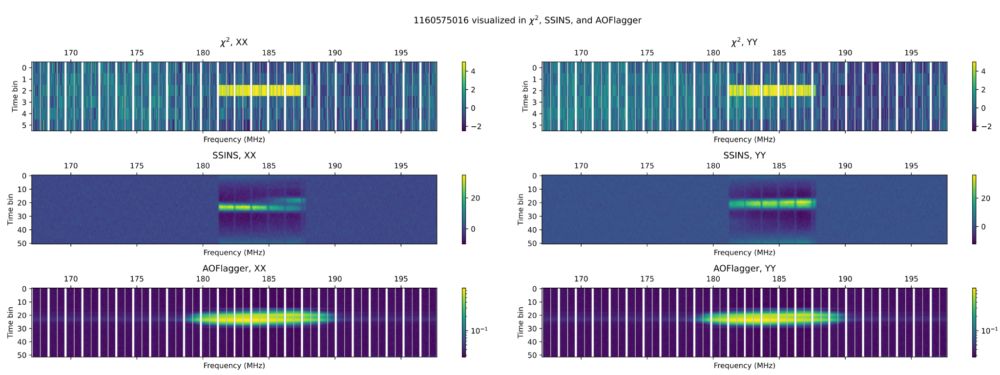 1160575016 visualized in χ², SSINS, and AOFlagger
χ², XX
170 175 180 185 190 195
0
1
2
3
4
5
Time bin
Frequency (MHz)
4
2
0
−2
χ², YY
170 175 180 185 190 195
0
1
2
3
4
5
Time bin
Frequency (MHz)
4
2
0
−2
SSINS, XX
170 175 180 185 190 195
0
10
20
30
40
50
Time bin
Frequency (MHz)
20
0
SSINS, YY
170 175 180 185 190 195
0
10
20
30
40
50
Time bin
Frequency (MHz)
20
0
AOFlagger, XX
170 175 180 185 190 195
0
10
20
30
40
50
Time bin
Frequency (MHz)
10⁻¹
AOFlagger, YY
170 175 180 185 190 195
0
10
20
30
40
50
Time bin
Frequency (MHz)
10⁻¹